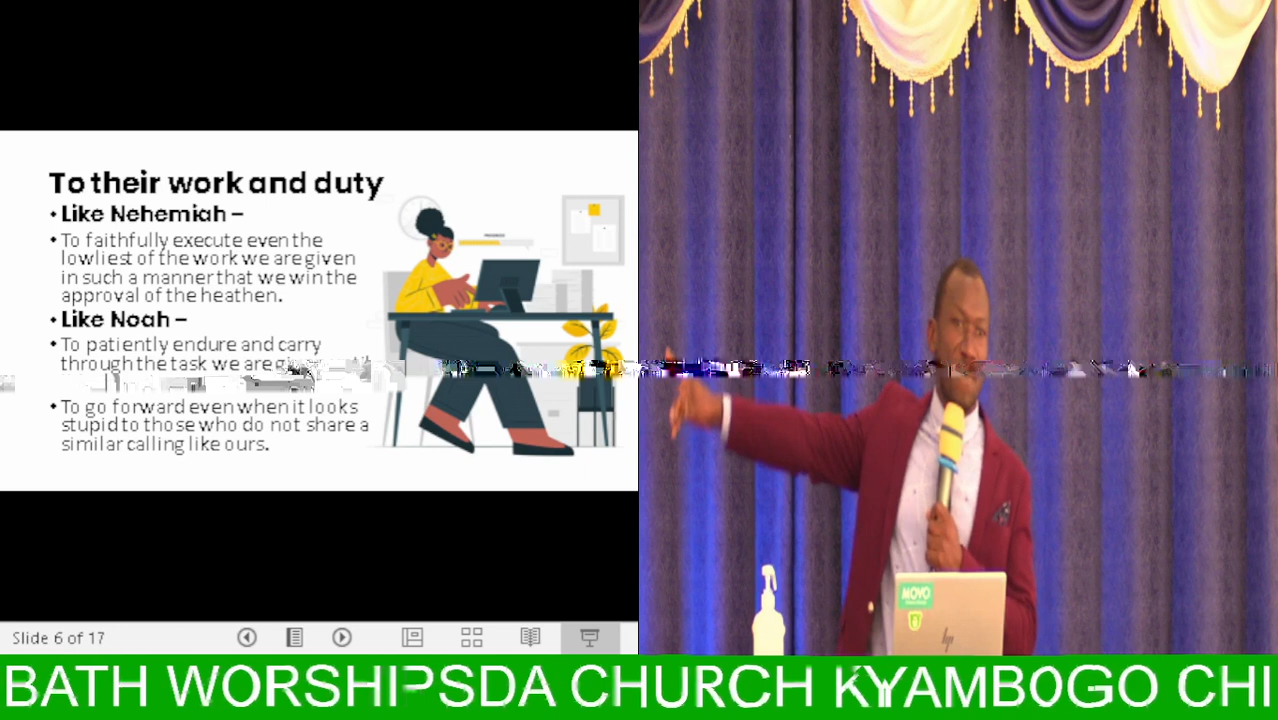 To their work and duty
• Like Nehemiah –
• To faithfully execute even the
lowliest of the work we are given
in such a manner that we win the
approval of the heathen.
• Like Noah –
• To patiently endure and carry
through the task we are
• To go forward even when it looks
stupid to those who do not share a
similar calling like ours.
Slide 6 of 17
MOVO
hp
BATH WORSHIPSDA CHURCH KYAMBOGO CHI